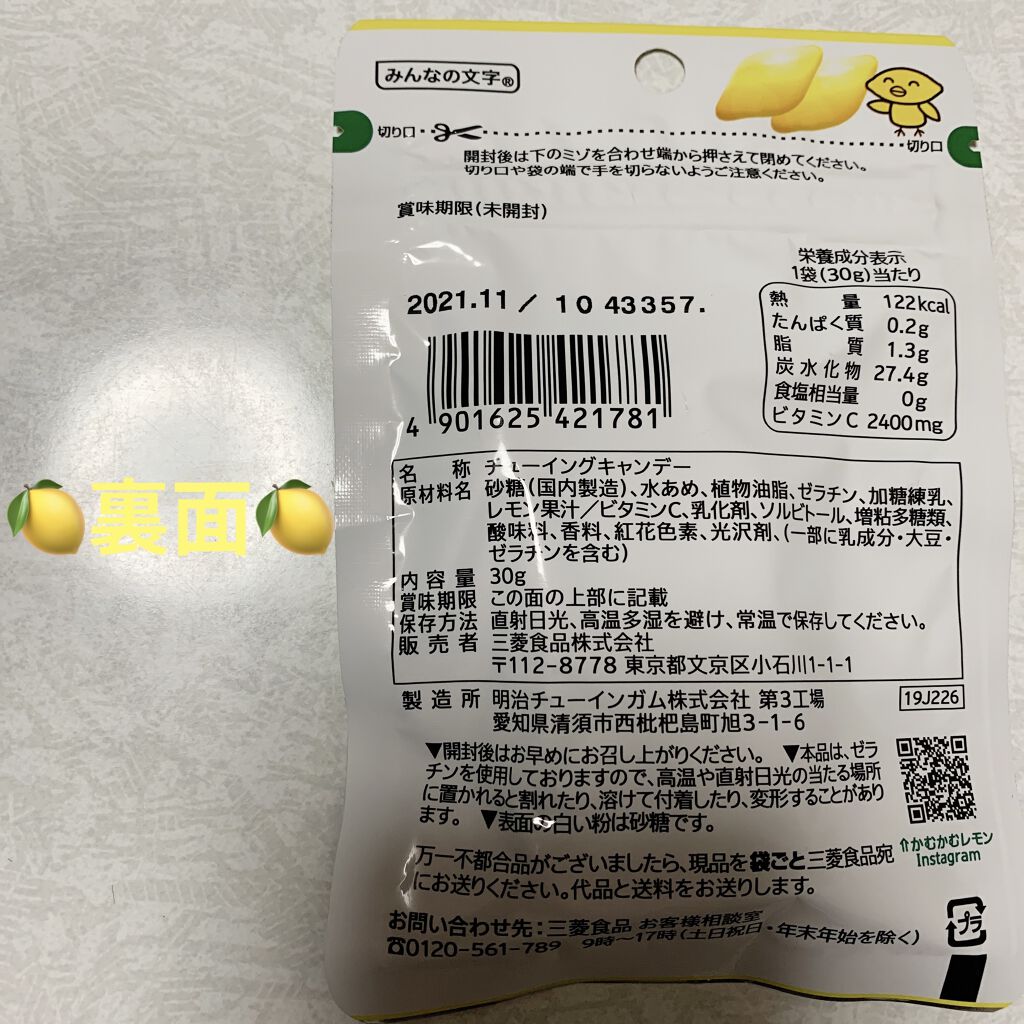 みんなの文字®
切り口
切り口
開封後は下のミゾを合わせ端から押さえて閉めてください。
切り口や袋の端で手を切らないようご注意ください。
賞味期限(未開封)
2021.11 / 10 43357.
4 901625 421781
栄養成分表示
1袋(30g)当たり
熱量 122kcal
たんぱく質 0.2g
脂質 1.3g
炭水化物 27.4g
食塩相当量 0g
ビタミンC 2400mg
🍋裏面🍋
名称 チューイングキャンデー
原材料名 砂糖(国内製造)、水あめ、植物油脂、ゼラチン、加糖練乳、
レモン果汁/ビタミンC、乳化剤、ソルビトール、増粘多糖類、
酸味料、香料、紅花色素、光沢剤、(一部に乳成分・大豆・
ゼラチンを含む)
内容量 30g
賞味期限 この面の上部に記載
保存方法 直射日光、高温多湿を避け、常温で保存してください。
販売者 三菱食品株式会社
〒112-8778 東京都文京区小石川1-1-1
製造所 明治チューインガム株式会社 第3工場
愛知県清須市西枇杷島町旭3-1-6
19J226
▼開封後はお早めにお召し上がりください。 ▼本品は、ゼラ
チンを使用しておりますので、高温や直射日光の当たる場所
に置かれると割れたり、溶けて付着したり、変形することがあり
ます。 ▼表面の白い粉は砂糖です。
⇧かむかむレモン
Instagram
万一不都合品がございましたら、現品を袋ごと三菱食品宛
にお送りください。代品と送料をお送りします。
お問い合わせ先:三菱食品 お客様相談室
☎0120-561-789 9時〜17時(土日祝日・年末年始を除く)
プラ